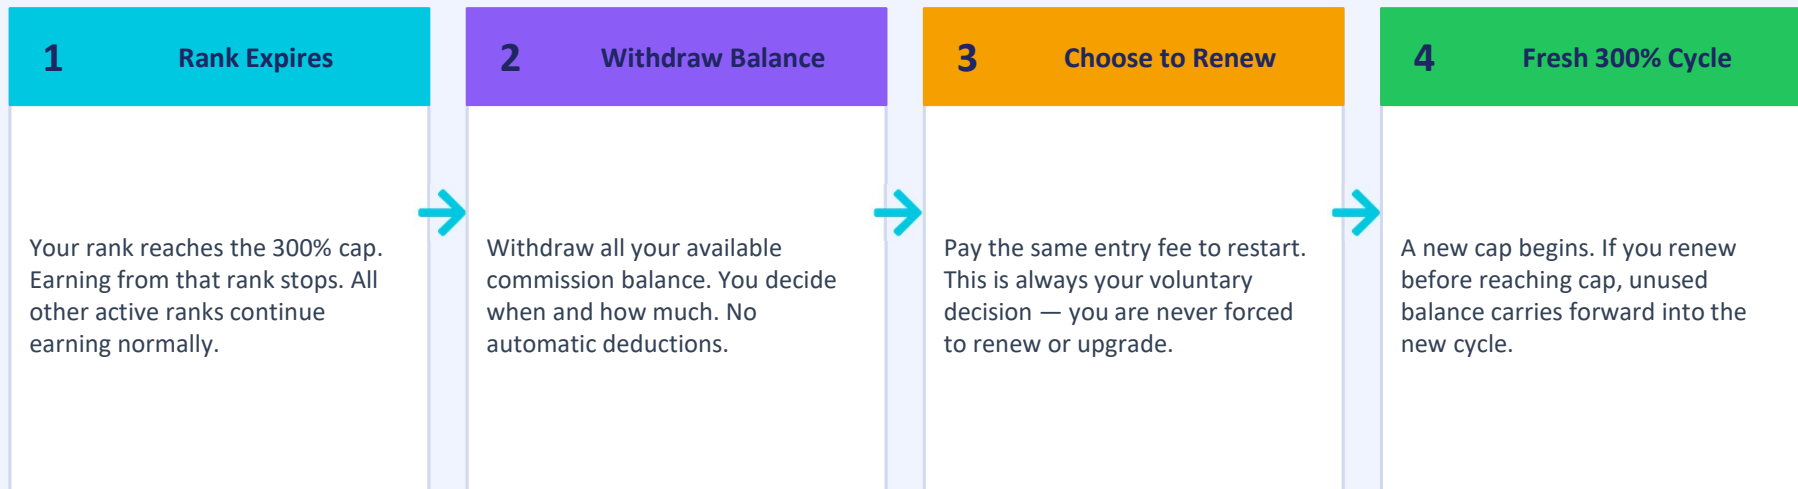 1 Rank Expires
Your rank reaches the 300% cap.
Earning from that rank stops. All
other active ranks continue
earning normally.
2 Withdraw Balance
Withdraw all your available
commission balance. You decide
when and how much. No
automatic deductions.
3 Choose to Renew
Pay the same entry fee to restart.
This is always your voluntary
decision — you are never forced
to renew or upgrade.
4 Fresh 300% Cycle
A new cap begins. If you renew
before reaching cap, unused
balance carries forward into the
new cycle.